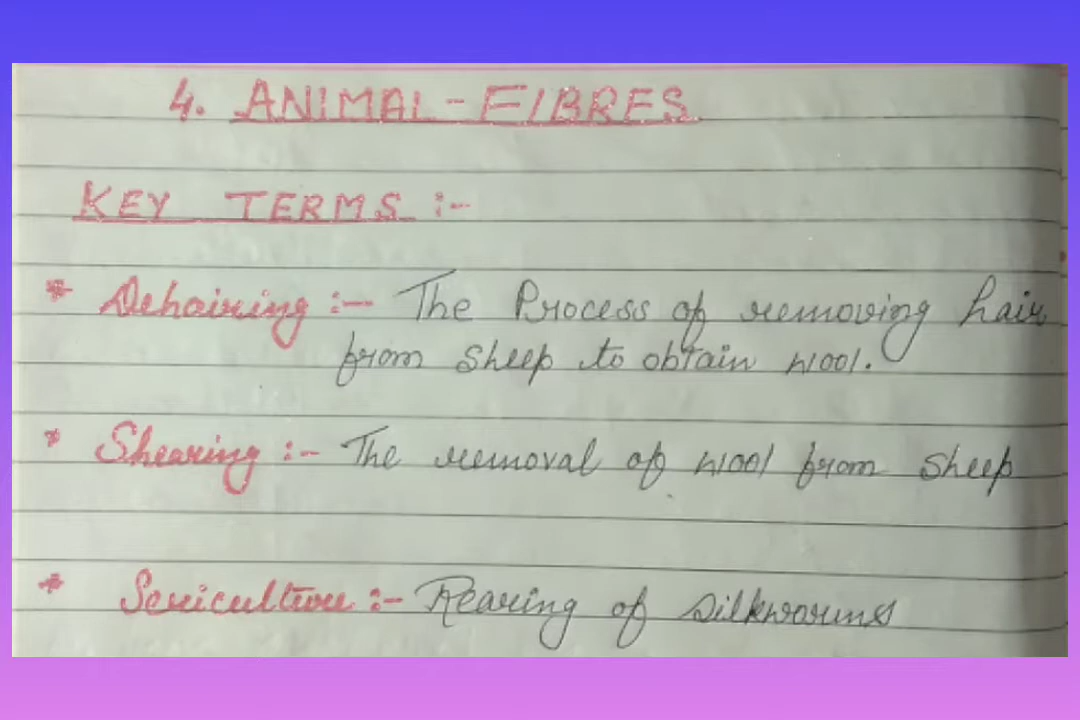 4. ANIMAL - FIBRES
KEY TERMS :-
* Dehairing :- The Process of removing hair
from sheep to obtain wool.
* Shearing :- The removal of wool from sheep
* Sericulture :- Rearing of silkworms